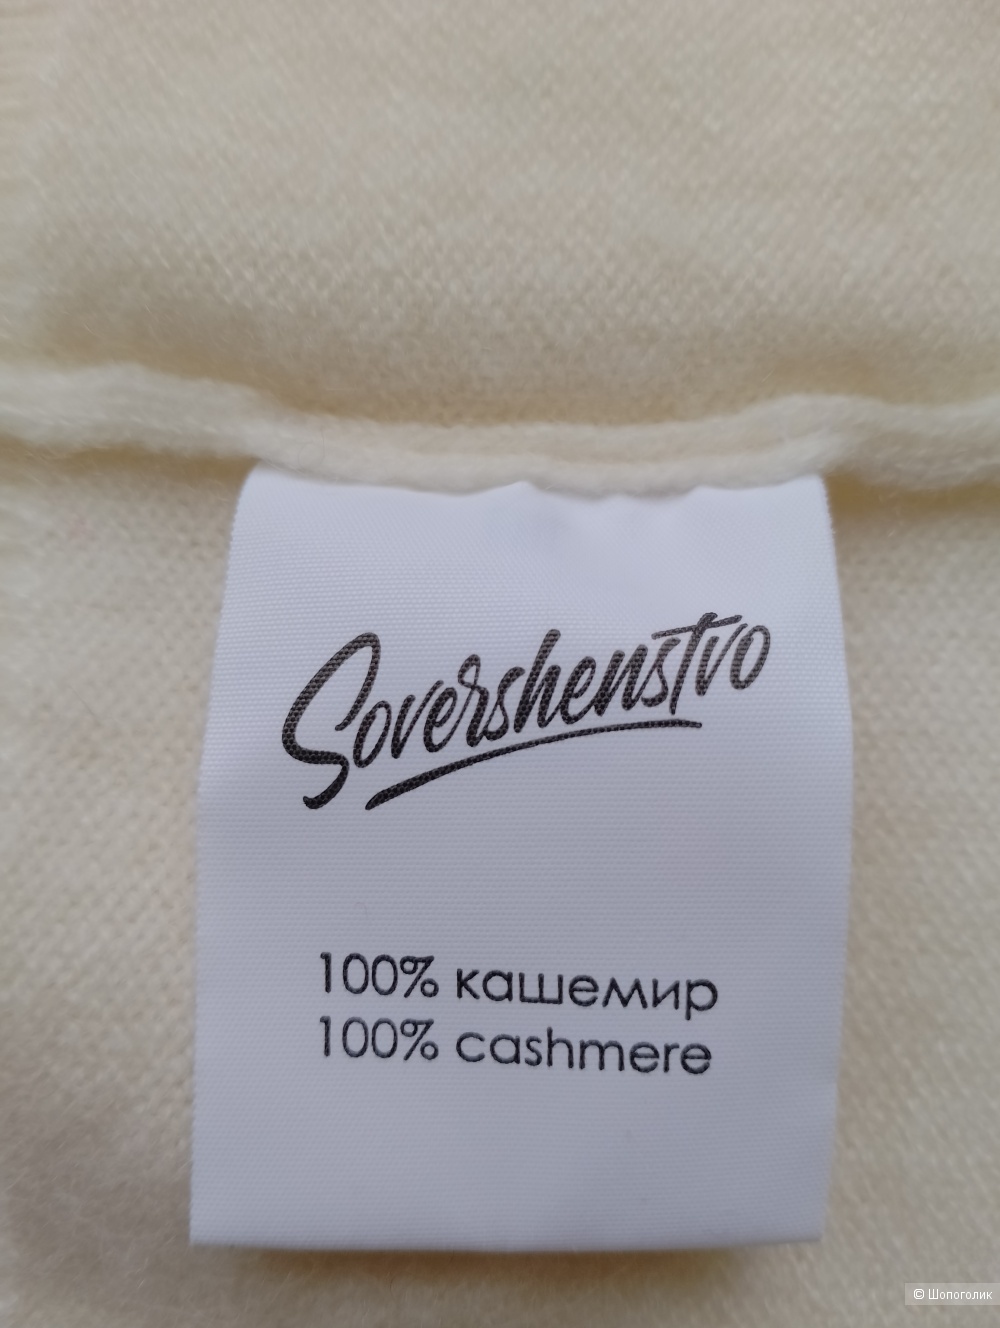 Sovershenstvo
100% кашемир
100% cashmere
© Шопоголик